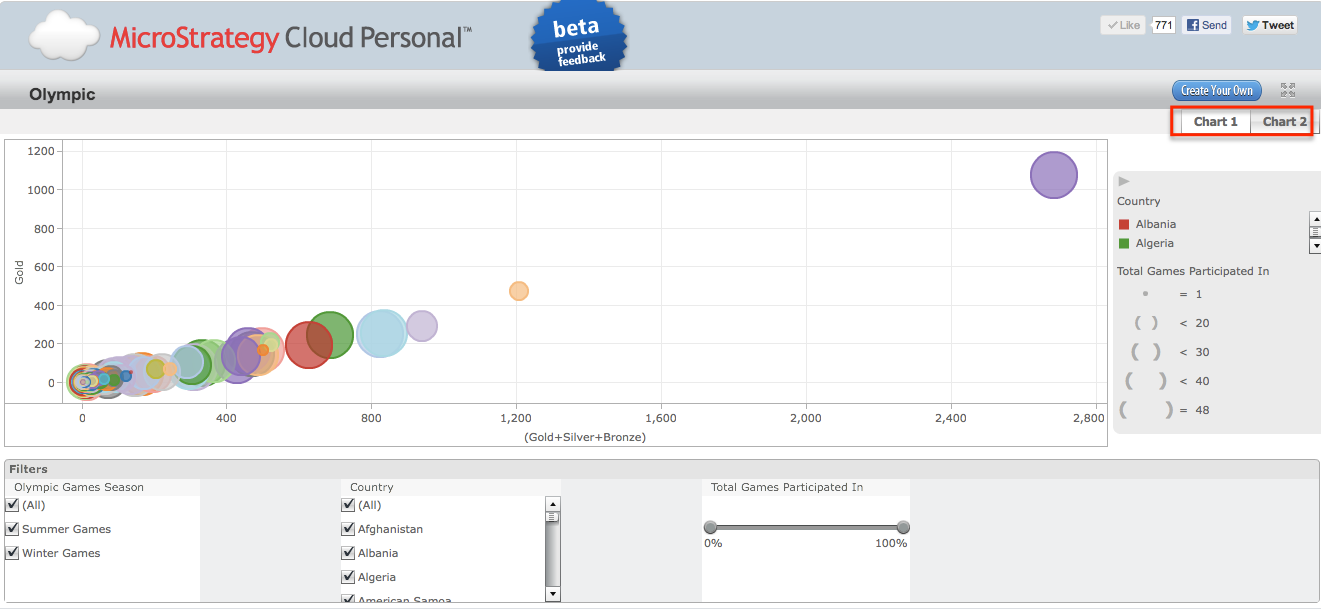 MicroStrategy Cloud Personal™
beta
provide
feedback
Like 771 Send Tweet
Olympic
Create Your Own
Chart 1 Chart 2
1200
1000
800
600
400
200
0
Gold
0 400 800 1,200 1,600 2,000 2,400 2,800
(Gold+Silver+Bronze)
Country
Albania
Algeria
Total Games Participated In
= 1
( ) < 20
( ) < 30
( ) < 40
( ) = 48
Filters
Olympic Games Season
(All)
Summer Games
Winter Games
Country
(All)
Afghanistan
Albania
Algeria
American Samoa
Total Games Participated In
0% 100%